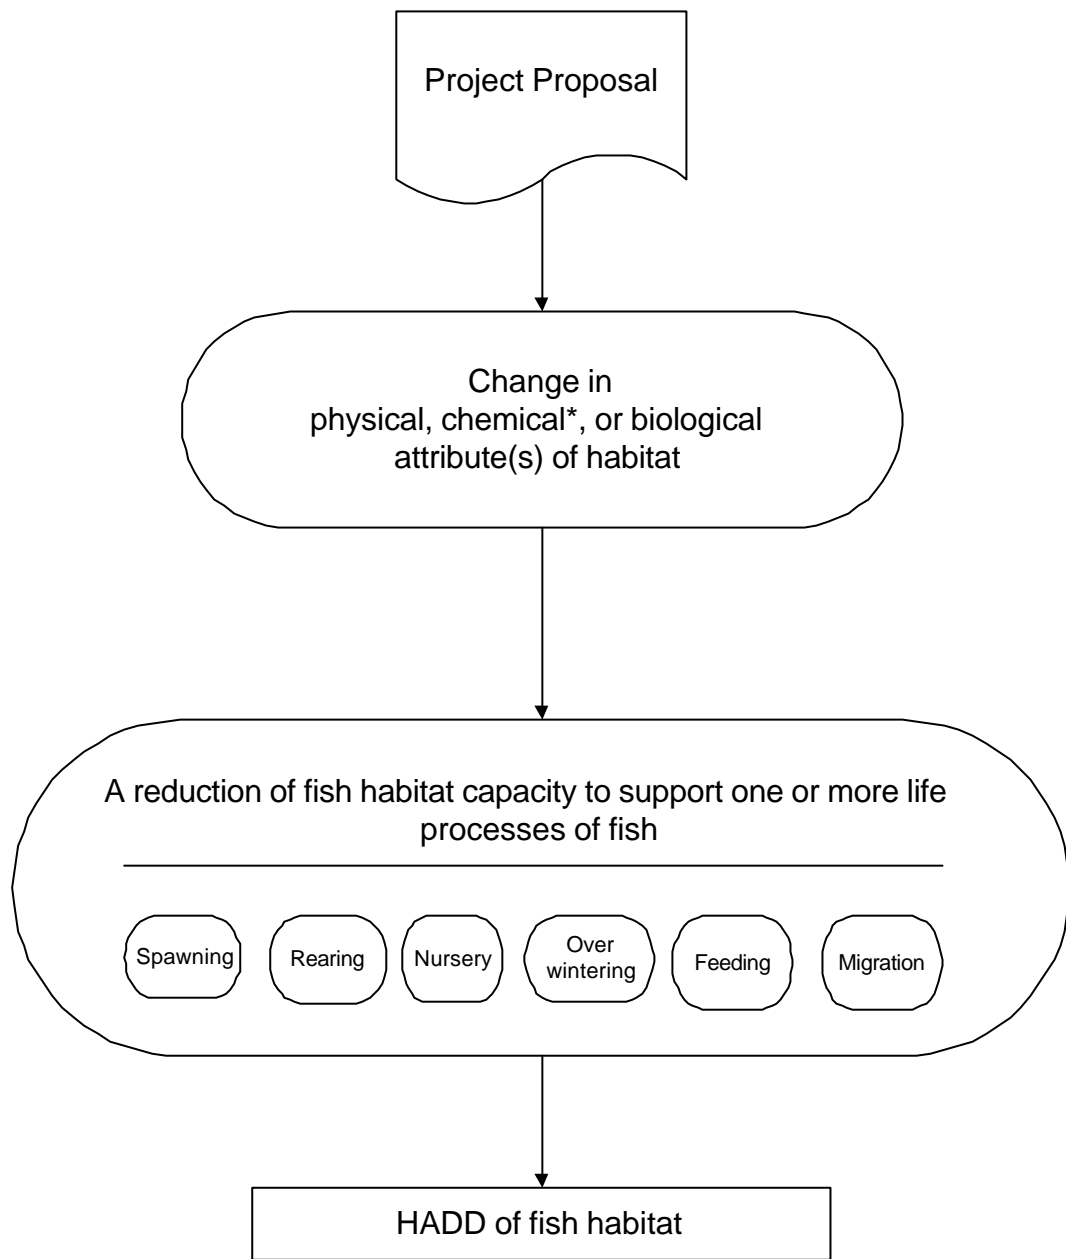 Project Proposal
Change in
physical, chemical*, or biological
attribute(s) of habitat
A reduction of fish habitat capacity to support one or more life
processes of fish
Spawning
Rearing
Nursery
Over
wintering
Feeding
Migration
HADD of fish habitat